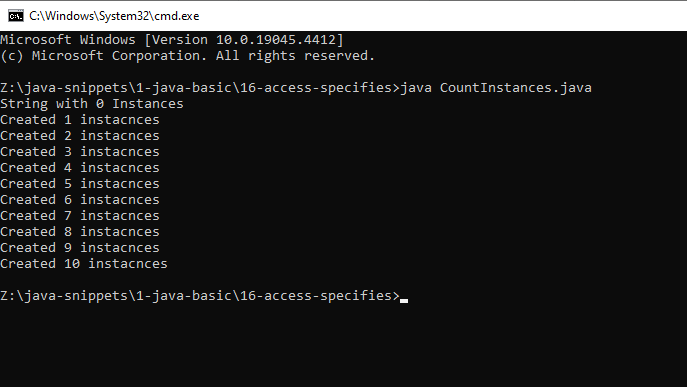 C:\Windows\System32\cmd.exe
Microsoft Windows [Version 10.0.19045.4412]
(c) Microsoft Corporation. All rights reserved.
Z:\java-snippets\1-java-basic\16-access-specifies>java CountInstances.java
String with 0 Instances
Created 1 instacnces
Created 2 instacnces
Created 3 instacnces
Created 4 instacnces
Created 5 instacnces
Created 6 instacnces
Created 7 instacnces
Created 8 instacnces
Created 9 instacnces
Created 10 instacnces
Z:\java-snippets\1-java-basic\16-access-specifies>